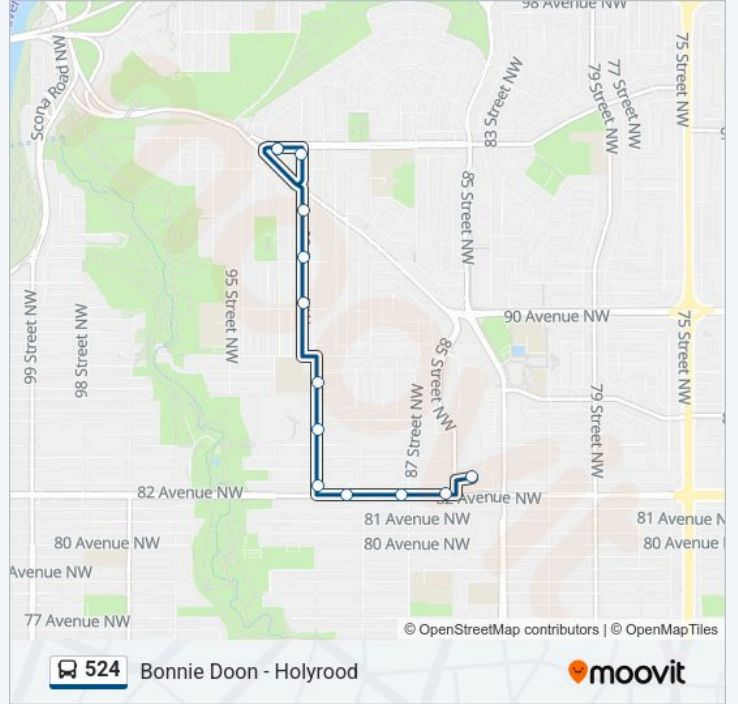 98 Avenue NW
Scona Road NW
83 Street NW
77 Street NW
79 Street NW
75 Street NW
85 Street NW
95 Street NW
99 Street NW
98 Street NW
90 Avenue NW
75 Street NW
85 Street NW
87 Street NW
79 Street NW
82 Avenue NW
82 Avenue NW
81 Avenue NW
81 Avenue N
80 Avenue NW
80 Avenue NW
80 Avenue
Avenue NW
77 Avenue NW
© OpenStreetMap contributors | © OpenMapTiles
524 Bonnie Doon - Holyrood
moovit
moovit